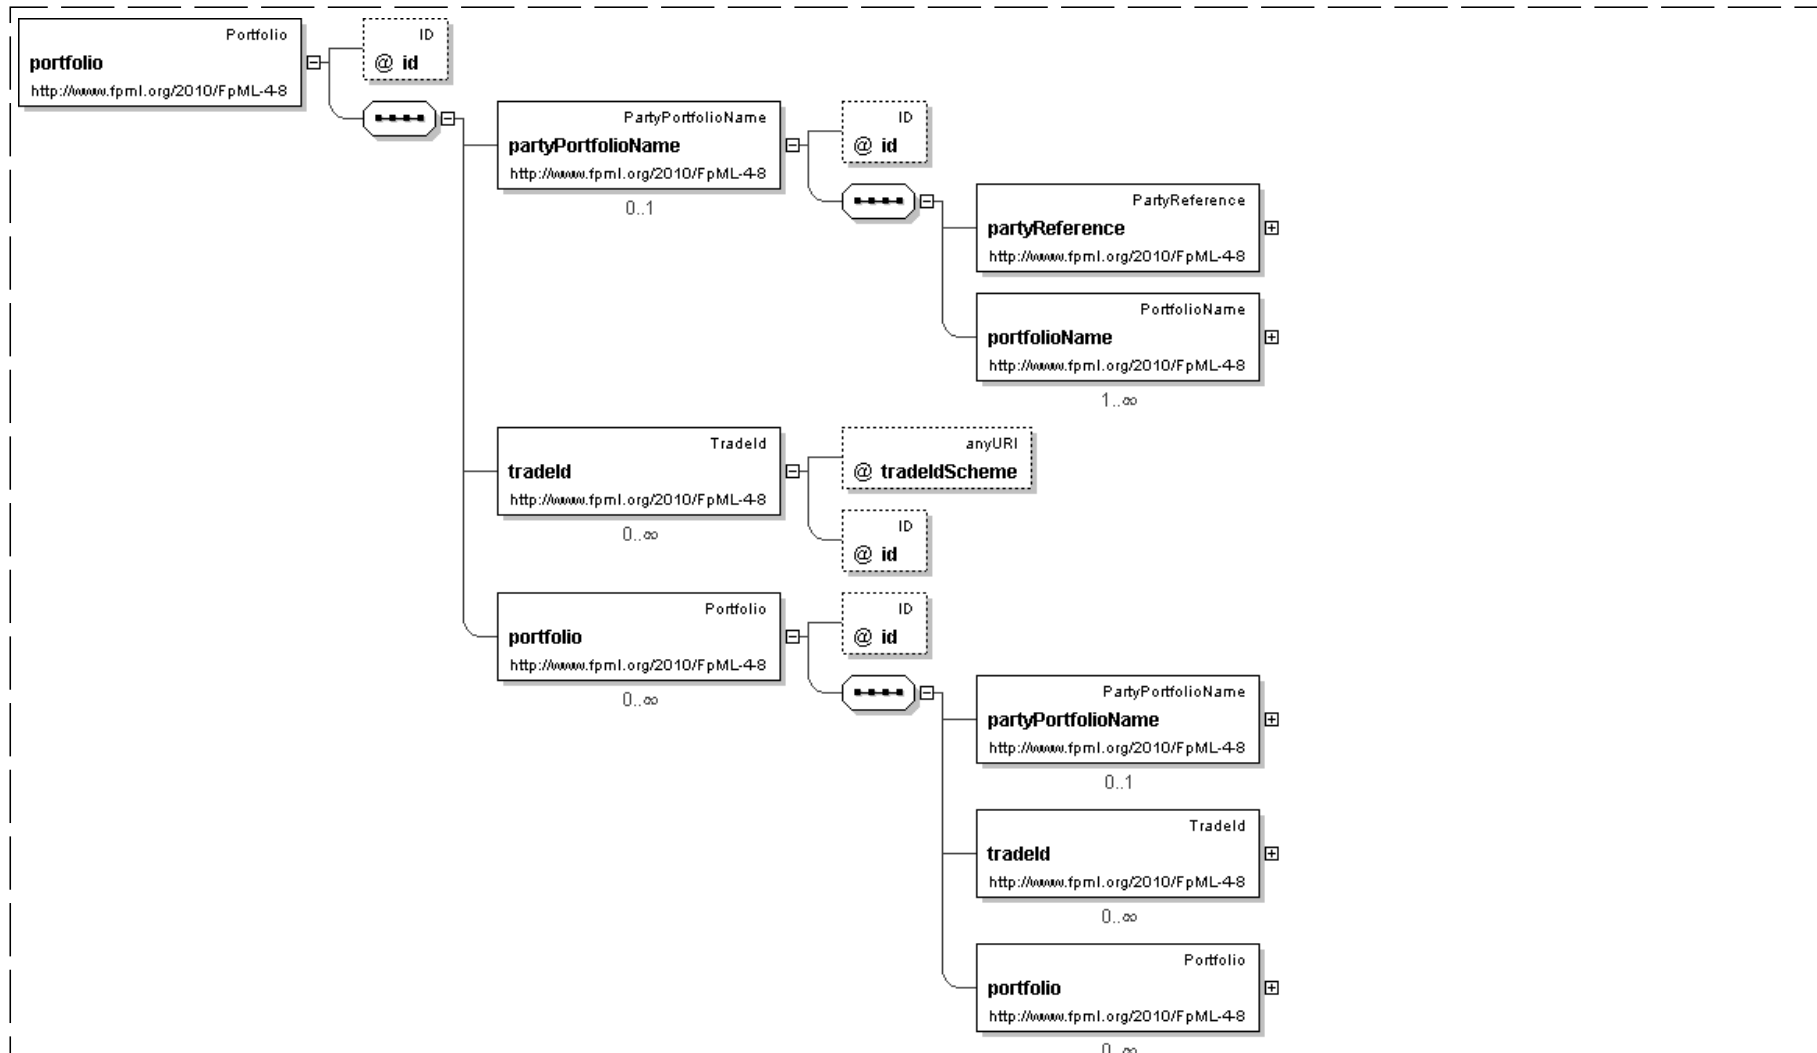 Portfolio
portfolio
http://www.fpml.org/2010/FpML-4-8
ID
@ id
PartyPortfolioName
partyPortfolioName
http://www.fpml.org/2010/FpML-4-8
0..1
ID
@ id
PartyReference
partyReference
http://www.fpml.org/2010/FpML-4-8
PortfolioName
portfolioName
http://www.fpml.org/2010/FpML-4-8
1..∞
TradeId
tradeId
http://www.fpml.org/2010/FpML-4-8
0..∞
anyURI
@ tradeIdScheme
ID
@ id
Portfolio
portfolio
http://www.fpml.org/2010/FpML-4-8
0..∞
ID
@ id
PartyPortfolioName
partyPortfolioName
http://www.fpml.org/2010/FpML-4-8
0..1
TradeId
tradeId
http://www.fpml.org/2010/FpML-4-8
0..∞
Portfolio
portfolio
http://www.fpml.org/2010/FpML-4-8
0..∞